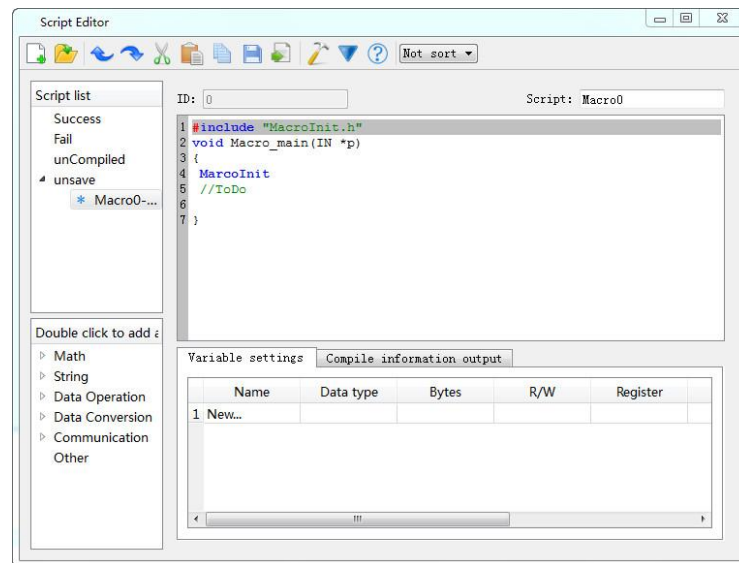 Script Editor
Not sort
Script list
Success
Fail
unCompiled
unsave
* Macro0-...
ID: 0
Script: Macro0
1 #include "MacroInit.h"
2 void Macro_main(IN *p)
3 {
4 MarcoInit
5 //ToDo
6
7 }
Double click to add a
Math
String
Data Operation
Data Conversion
Communication
Other
Variable settings
Compile information output
Name Data type Bytes R/W Register
1 New...